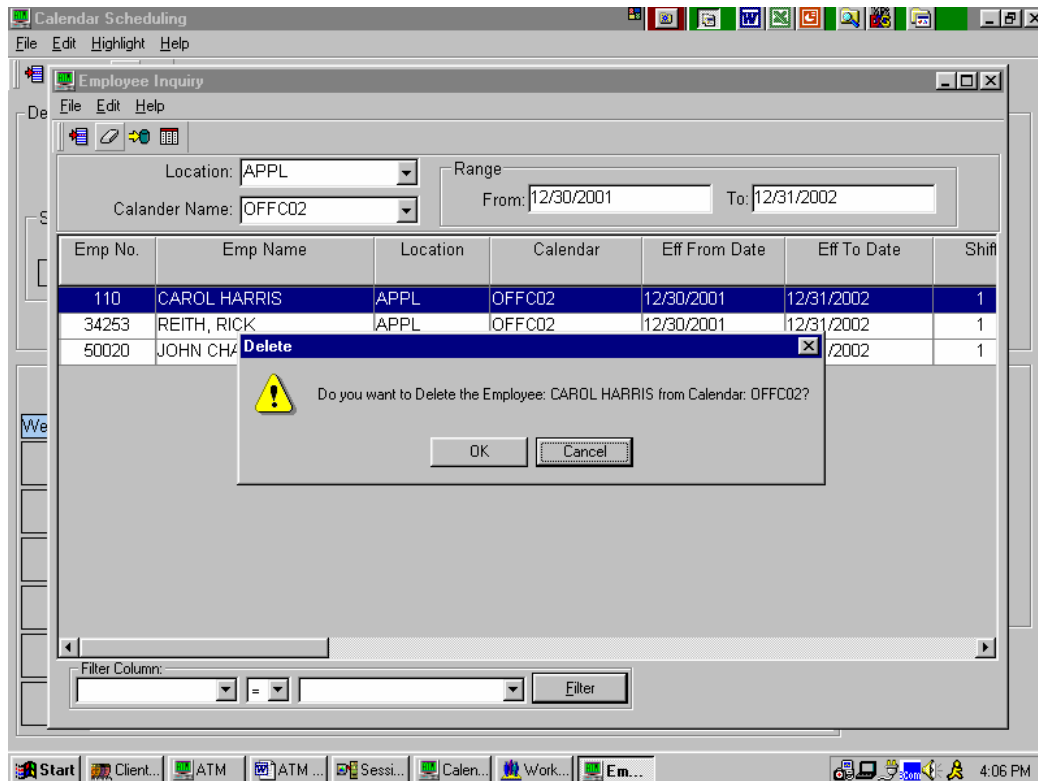 Calendar Scheduling
File Edit Highlight Help
Employee Inquiry
De
File Edit Help
Location: APPL
Range
Calander Name: OFFC02
From: 12/30/2001 To: 12/31/2002
S
Emp No. Emp Name Location Calendar Eff From Date Eff To Date Shift
110 CAROL HARRIS APPL OFFC02 12/30/2001 12/31/2002 1
34253 REITH, RICK APPL OFFC02 12/30/2001 12/31/2002 1
50020 JOHN CHA /2002 1
Delete
Do you want to Delete the Employee: CAROL HARRIS from Calendar: OFFC02?
OK Cancel
We
Filter Column:
= Filter
Start Client... ATM ATM ... Sessi... Calen... Work... Em... 4:06 PM